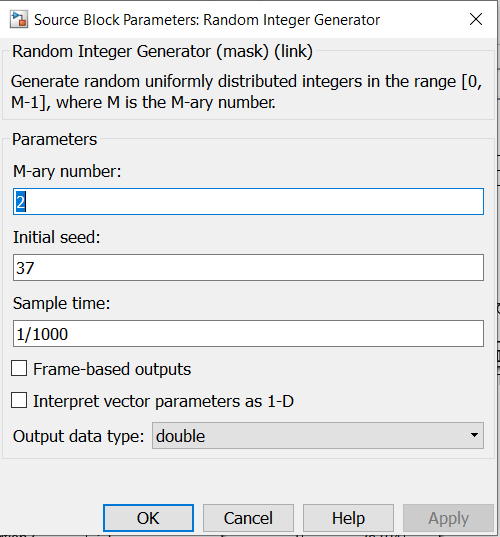 Source Block Parameters: Random Integer Generator
Random Integer Generator (mask) (link)
Generate random uniformly distributed integers in the range [0,
M-1], where M is the M-ary number.
Parameters
M-ary number:
2
Initial seed:
37
Sample time:
1/1000
Frame-based outputs
Interpret vector parameters as 1-D
Output data type: double
OK Cancel Help Apply